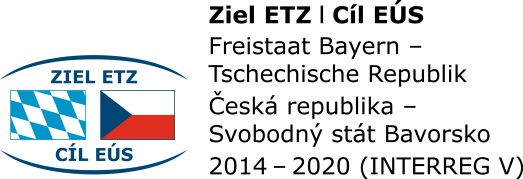 ZIEL ETZ
CÍL EÚS
Ziel ETZ | Cíl EÚS
Freistaat Bayern –
Tschechische Republik
Česká republika –
Svobodný stát Bavorsko
2014 – 2020 (INTERREG V)